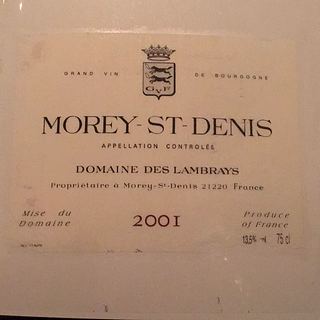 GRAND VIN DE BOURGOGNE
GVF
MOREY-ST-DENIS
APPELLATION CONTROLÉE
DOMAINE DES LAMBRAYS
Propriétaire à Morey-St-Denis 21220 France
Mise du Domaine
2001
Produce of France
13,5% vol 75 cl